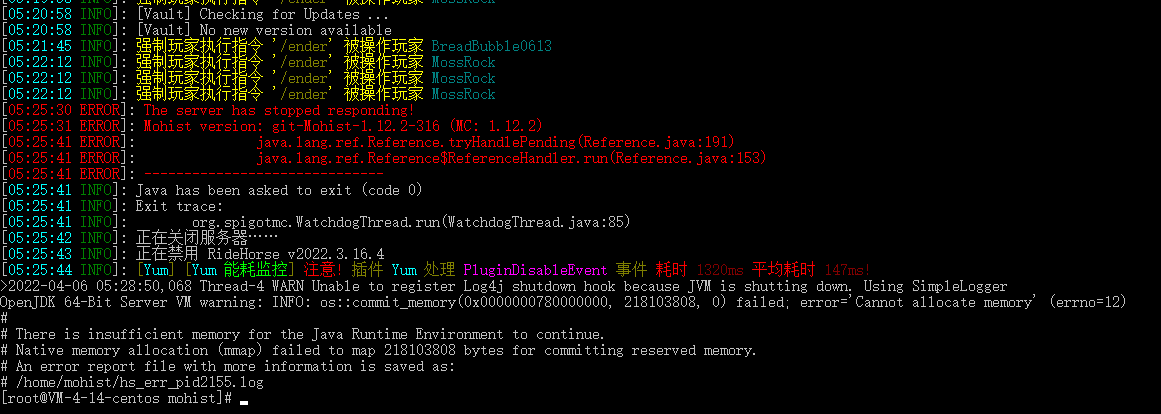 [05:20:58 INFO]: [Vault] Checking for Updates ...
[05:20:58 INFO]: [Vault] No new version available
[05:21:45 INFO]: 强制玩家执行指令 '/ender' 被操作玩家 BreadBubble0613
[05:22:12 INFO]: 强制玩家执行指令 '/ender' 被操作玩家 MossRock
[05:22:12 INFO]: 强制玩家执行指令 '/ender' 被操作玩家 MossRock
[05:22:12 INFO]: 强制玩家执行指令 '/ender' 被操作玩家 MossRock
[05:25:30 ERROR]: The server has stopped responding!
[05:25:31 ERROR]: Mohist version: git-Mohist-1.12.2-316 (MC: 1.12.2)
[05:25:41 ERROR]: java.lang.ref.Reference.tryHandlePending(Reference.java:191)
[05:25:41 ERROR]: java.lang.ref.Reference$ReferenceHandler.run(Reference.java:153)
[05:25:41 ERROR]: ------------------------------
[05:25:41 INFO]: Java has been asked to exit (code 0)
[05:25:41 INFO]: Exit trace:
[05:25:41 INFO]: org.spigotmc.WatchdogThread.run(WatchdogThread.java:85)
[05:25:42 INFO]: 正在关闭服务器……
[05:25:43 INFO]: 正在禁用 RideHorse v2022.3.16.4
[05:25:44 INFO]: [Yum] [Yum 能耗监控] 注意! 插件 Yum 处理 PluginDisableEvent 事件 耗时 1320ms 平均耗时 147ms!
>2022-04-06 05:28:50,068 Thread-4 WARN Unable to register Log4j shutdown hook because JVM is shutting down. Using SimpleLogger
OpenJDK 64-Bit Server VM warning: INFO: os::commit_memory(0x0000000780000000, 218103808, 0) failed; error='Cannot allocate memory' (errno=12)
#
# There is insufficient memory for the Java Runtime Environment to continue.
# Native memory allocation (mmap) failed to map 218103808 bytes for committing reserved memory.
# An error report file with more information is saved as:
# /home/mohist/hs_err_pid2155.log
[root@VM-4-14-centos mohist]#